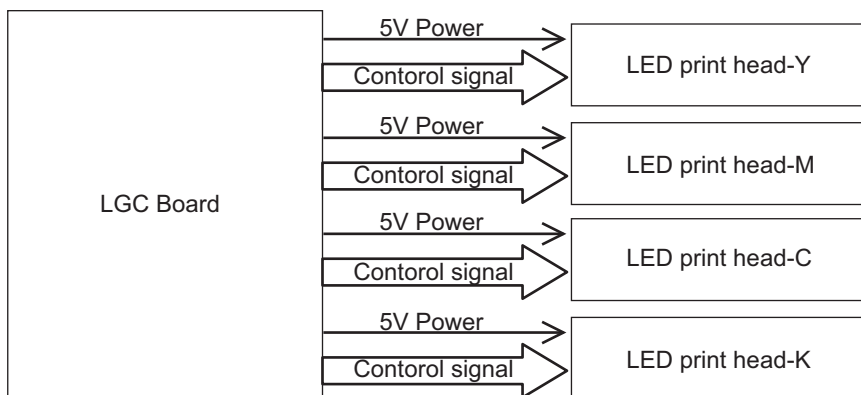 5V Power
Contorol signal
LED print head-Y
5V Power
Contorol signal
LED print head-M
LGC Board
5V Power
Contorol signal
LED print head-C
5V Power
Contorol signal
LED print head-K